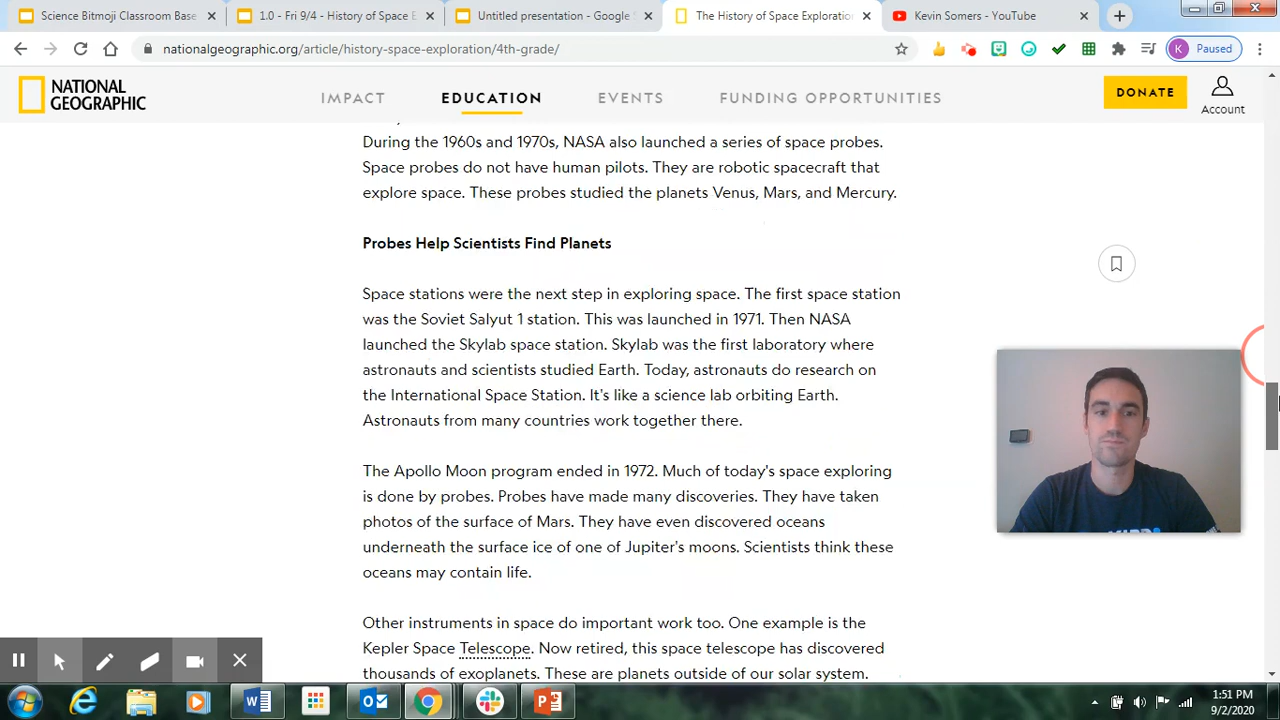 Science Bitmoji Classroom Base
1.0 - Fri 9/4 - History of Space E
Untitled presentation - Google
The History of Space Exploratio
Kevin Somers - YouTube
nationalgeographic.org/article/history-space-exploration/4th-grade/
K
Paused
NATIONAL
GEOGRAPHIC
IMPACT
EDUCATION
EVENTS
FUNDING OPPORTUNITIES
DONATE
Account
During the 1960s and 1970s, NASA also launched a series of space probes.
Space probes do not have human pilots. They are robotic spacecraft that
explore space. These probes studied the planets Venus, Mars, and Mercury.
Probes Help Scientists Find Planets
Space stations were the next step in exploring space. The first space station
was the Soviet Salyut 1 station. This was launched in 1971. Then NASA
launched the Skylab space station. Skylab was the first laboratory where
astronauts and scientists studied Earth. Today, astronauts do research on
the International Space Station. It's like a science lab orbiting Earth.
Astronauts from many countries work together there.
The Apollo Moon program ended in 1972. Much of today's space exploring
is done by probes. Probes have made many discoveries. They have taken
photos of the surface of Mars. They have even discovered oceans
underneath the surface ice of one of Jupiter's moons. Scientists think these
oceans may contain life.
Other instruments in space do important work too. One example is the
Kepler Space Telescope. Now retired, this space telescope has discovered
thousands of exoplanets. These are planets outside of our solar system.
1:51 PM
9/2/2020